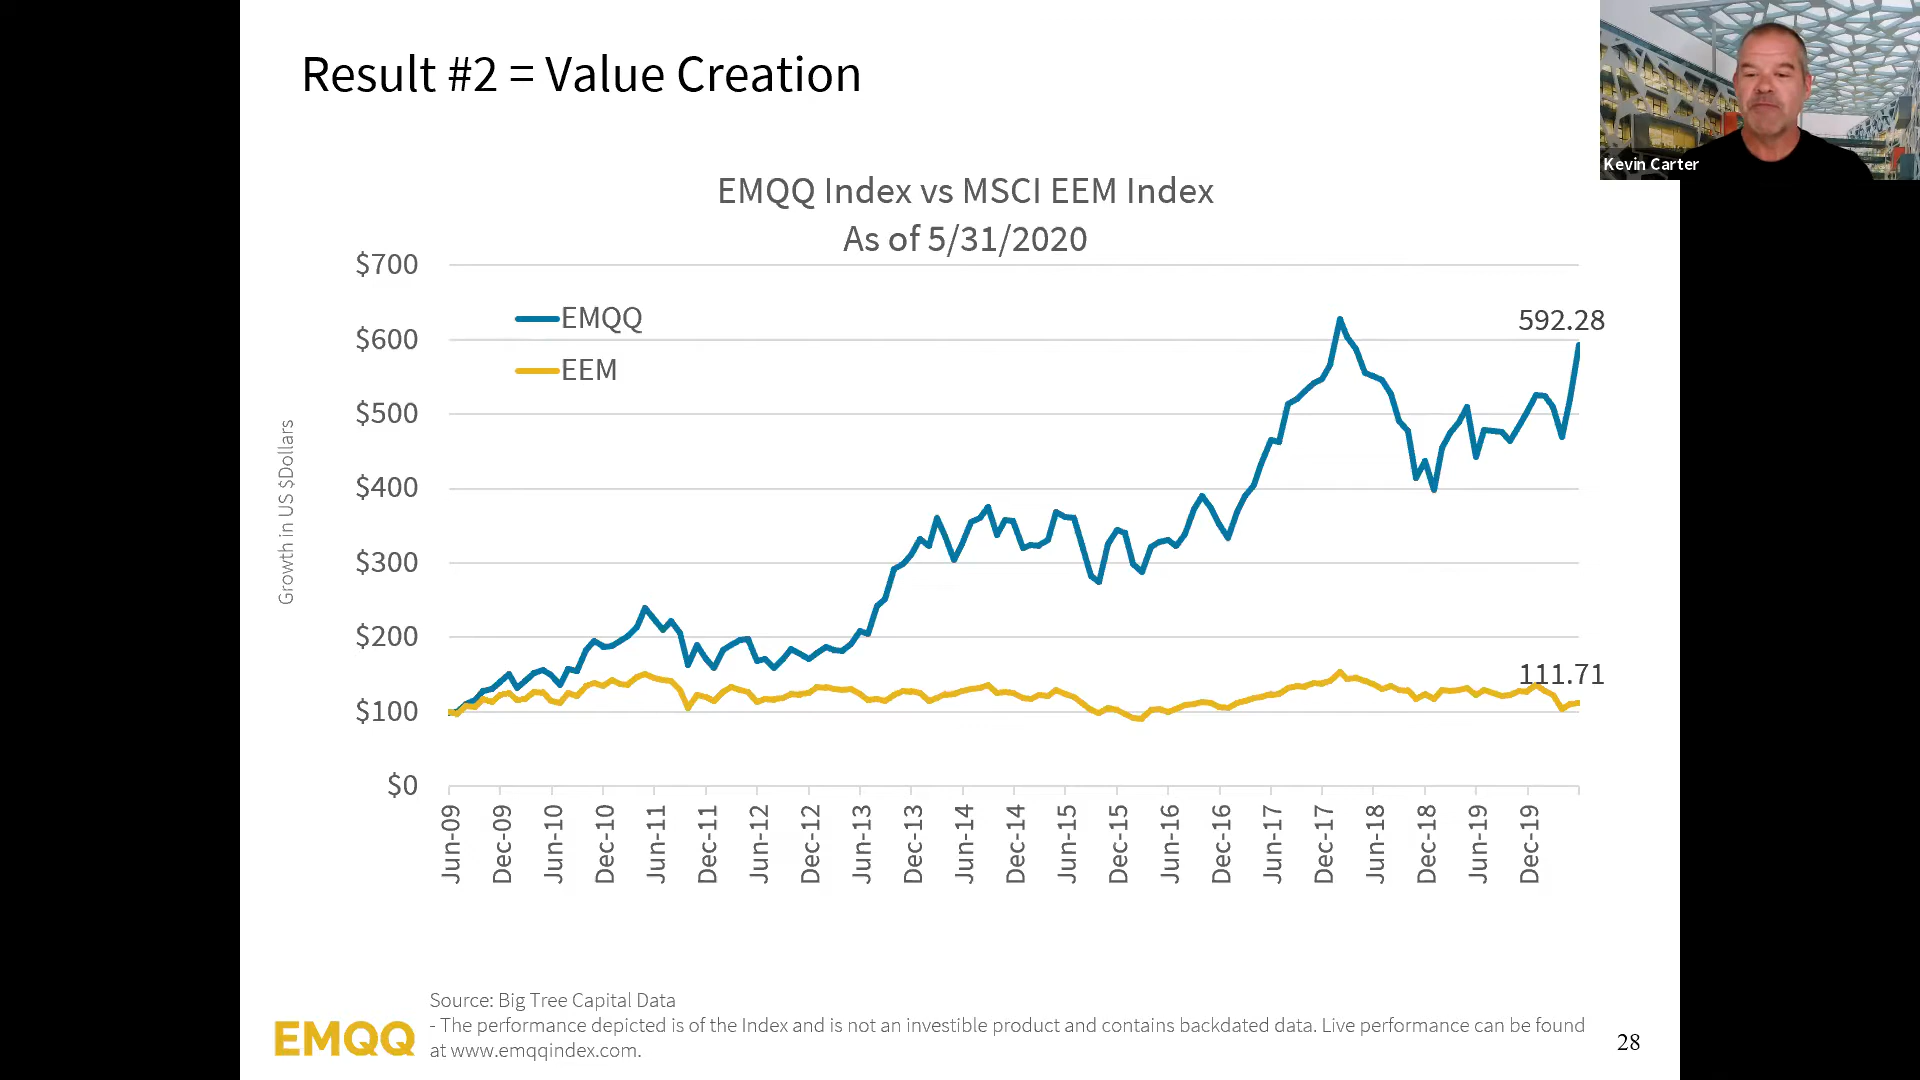 Result #2 = Value Creation
Kevin Carter
EMQQ Index vs MSCI EEM Index
As of 5/31/2020
$700
$600
$500
$400
$300
$200
$100
$0
Growth in US $Dollars
EMQQ
EEM
592.28
111.71
Jun-09
Dec-09
Jun-10
Dec-10
Jun-11
Dec-11
Jun-12
Dec-12
Jun-13
Dec-13
Jun-14
Dec-14
Jun-15
Dec-15
Jun-16
Dec-16
Jun-17
Dec-17
Jun-18
Dec-18
Jun-19
Dec-19
EMQQ
Source: Big Tree Capital Data
- The performance depicted is of the Index and is not an investible product and contains backdated data. Live performance can be found
at www.emqqindex.com.
28